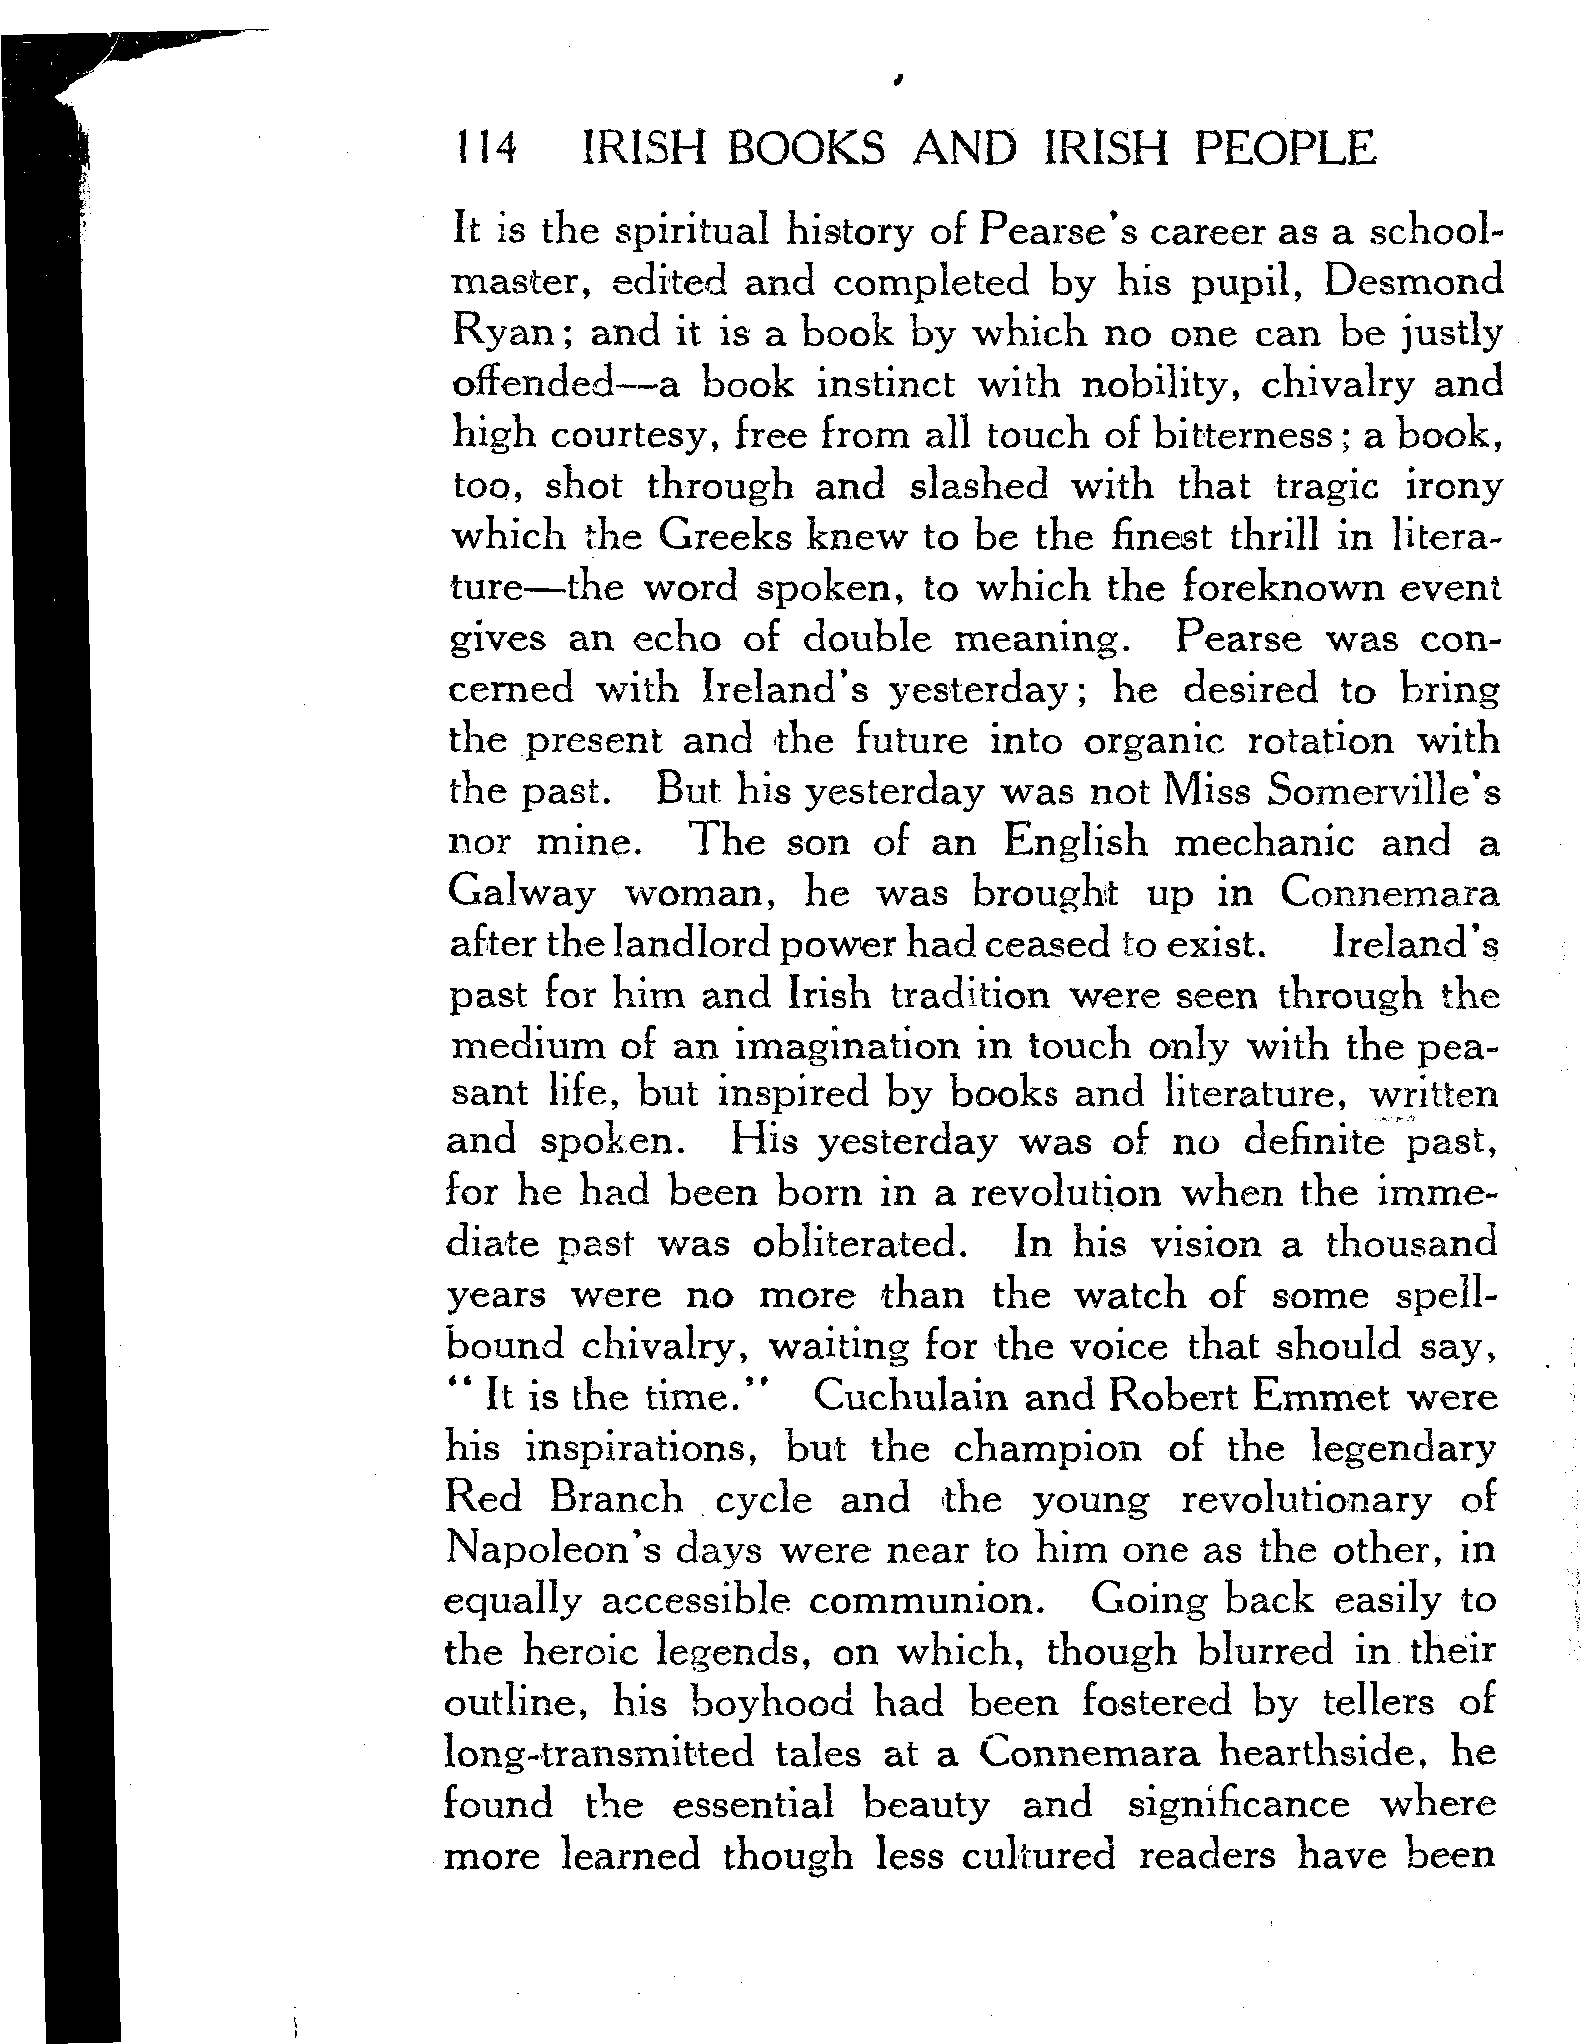 114 IRISH BOOKS AND IRISH PEOPLE
It is the spiritual history of Pearse's career as a school-
master, edited and completed by his pupil, Desmond
Ryan; and it is a book by which no one can be justly
offended—a book instinct with nobility, chivalry and
high courtesy, free from all touch of bitterness; a book,
too, shot through and slashed with that tragic irony
which the Greeks knew to be the finest thrill in litera-
ture—the word spoken, to which the foreknown event
gives an echo of double meaning. Pearse was con-
cerned with Ireland's yesterday; he desired to bring
the present and the future into organic rotation with
the past. But his yesterday was not Miss Somerville's
nor mine. The son of an English mechanic and a
Galway woman, he was brought up in Connemara
after the landlord power had ceased to exist. Ireland's
past for him and Irish tradition were seen through the
medium of an imagination in touch only with the pea-
sant life, but inspired by books and literature, written
and spoken. His yesterday was of no definite past,
for he had been born in a revolution when the imme-
diate past was obliterated. In his vision a thousand
years were no more than the watch of some spell-
bound chivalry, waiting for the voice that should say,
“ It is the time.” Cuchulain and Robert Emmet were
his inspirations, but the champion of the legendary
Red Branch cycle and the young revolutionary of
Napoleon's days were near to him one as the other, in
equally accessible communion. Going back easily to
the heroic legends, on which, though blurred in their
outline, his boyhood had been fostered by tellers of
long-transmitted tales at a Connemara hearthside, he
found the essential beauty and significance where
more learned though less cultured readers have been